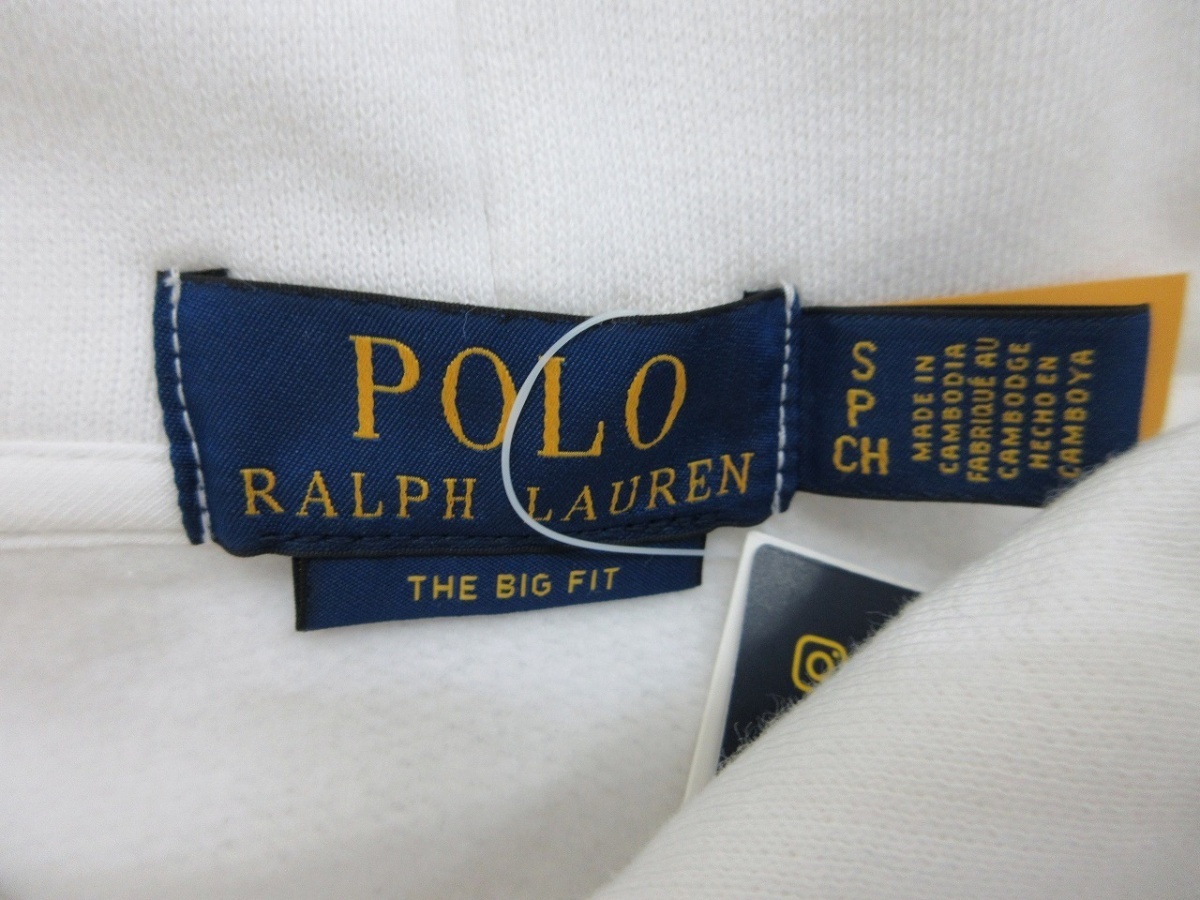 POLO
RALPH LAUREN
THE BIG FIT
S
P
CH
MADE IN
CAMBODIA
FABRIQUÉ AU
CAMBODGE
HECHO EN
CAMBOYA